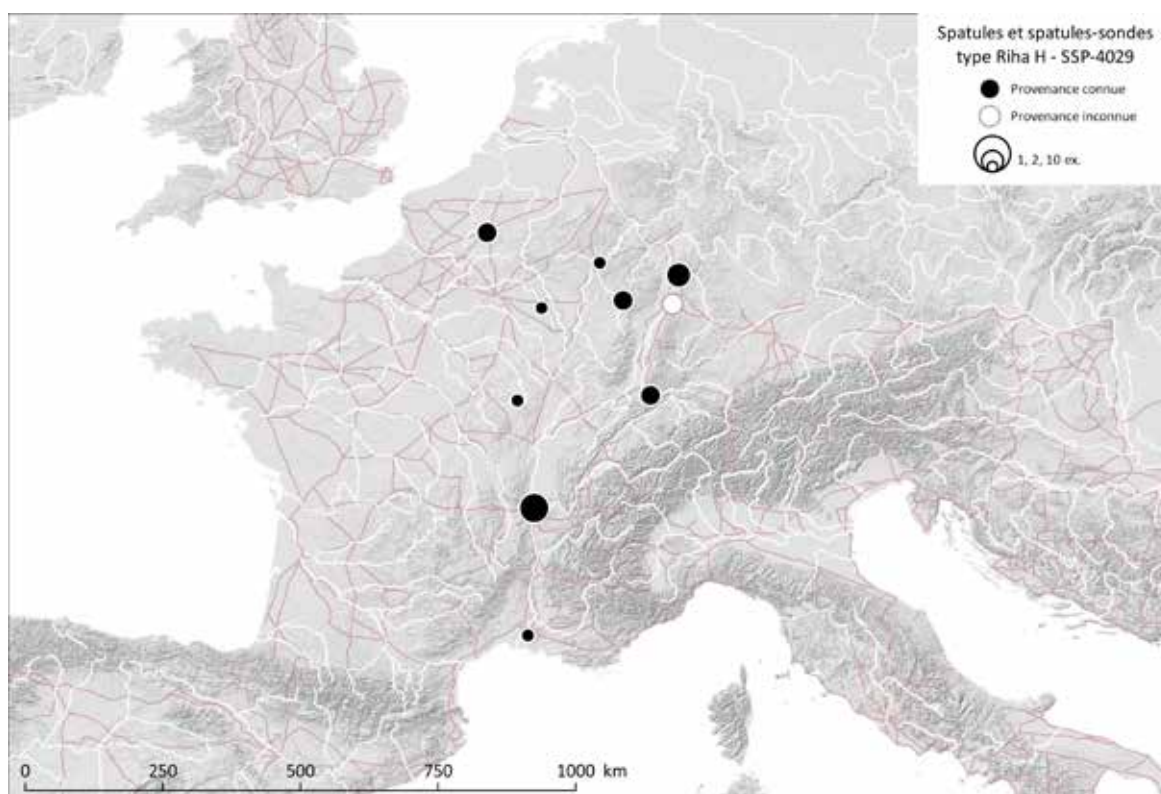 Spatules et spatules-sondes
type Riha H - SSP-4029
Provenance connue
Provenance inconnue
1, 2, 10 ex.
0 250 500 750 1000 km